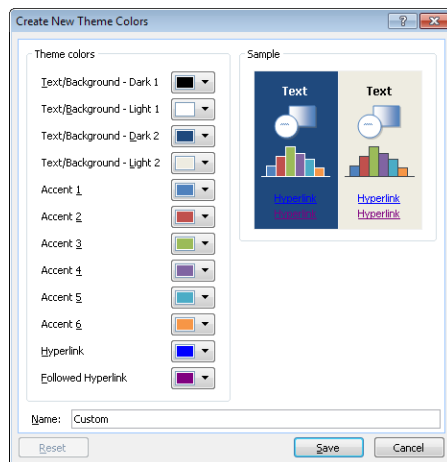 Create New Theme Colors
Theme colors
Text/Background - Dark 1
Text/Background - Light 1
Text/Background - Dark 2
Text/Background - Light 2
Accent 1
Accent 2
Accent 3
Accent 4
Accent 5
Accent 6
Hyperlink
Followed Hyperlink
Sample
Text Text
Hyperlink Hyperlink
Hyperlink Hyperlink
Name: Custom
Reset Save Cancel